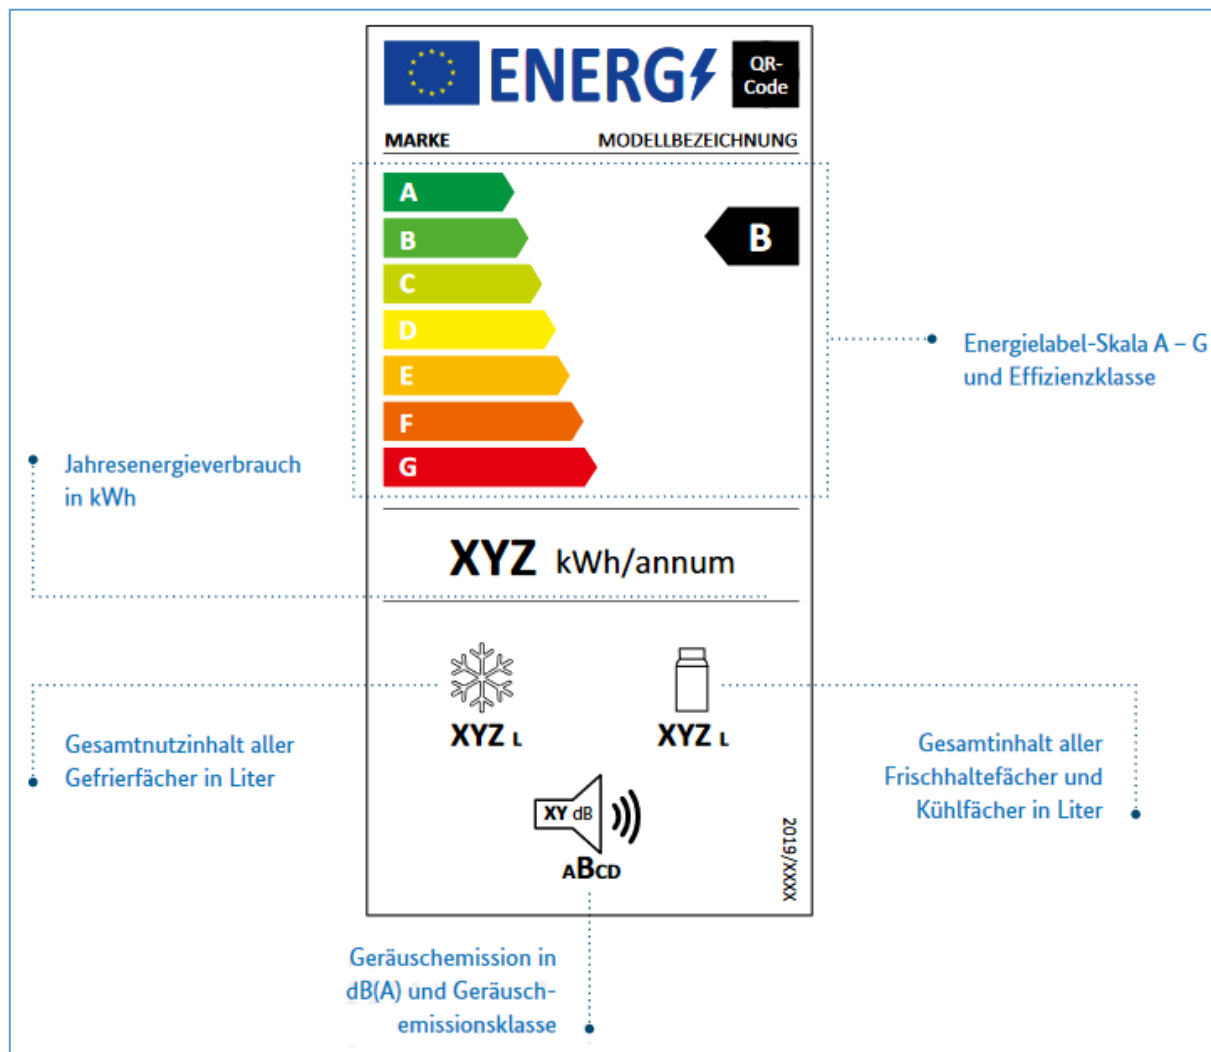 ENERG
QR-
Code
MARKE
MODELLBEZEICHNUNG
A
B
B
C
D
E
F
G
Energielabel-Skala A – G
und Effizienzklasse
Jahresenergieverbrauch
in kWh
XYZ kWh/annum
XYZ L
XYZ L
Gesamtnutzinhalt aller
Gefrierfächer in Liter
Gesamtinhalt aller
Frischhaltefächer und
Kühlfächer in Liter
XY dB
ABCD
2019/XXXX
Geräuschemission in
dB(A) und Geräusch-
emissionsklasse